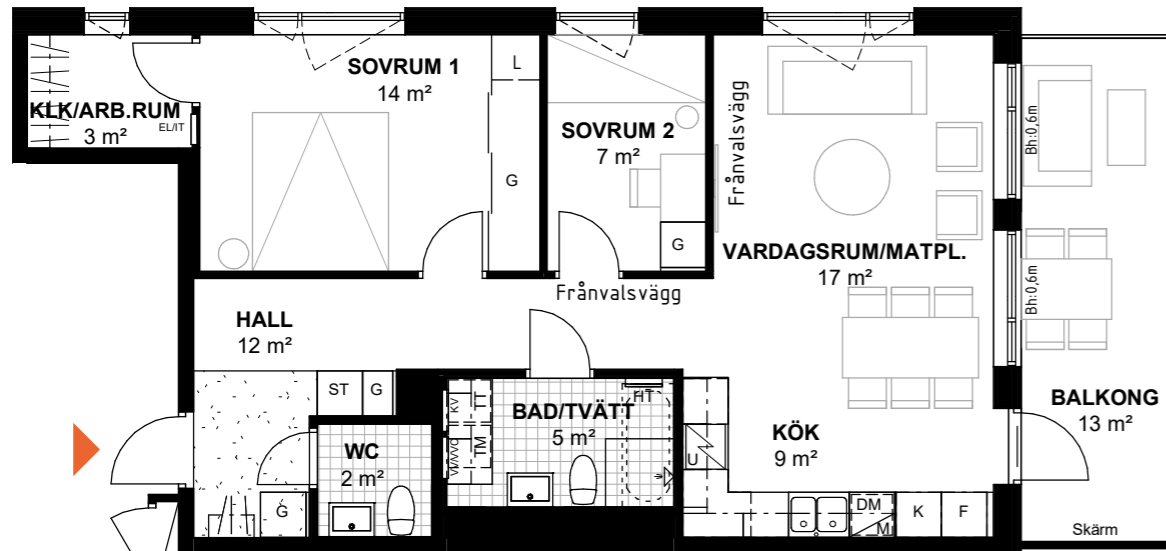 KLK/ARB.RUM
3 m²
EL/IT
SOVRUM 1
14 m²
L
G
SOVRUM 2
7 m²
G
Frånvalsvägg
Frånvalsvägg
VARDAGSRUM/MATPL.
17 m²
Bh:0,6m
Bh:0,6m
BALKONG
13 m²
Skärm
HALL
12 m²
ST
G
G
WC
2 m²
KV
TT
TM
BAD/TVÄTT
5 m²
HT
KÖK
9 m²
U
DM
M
K
F